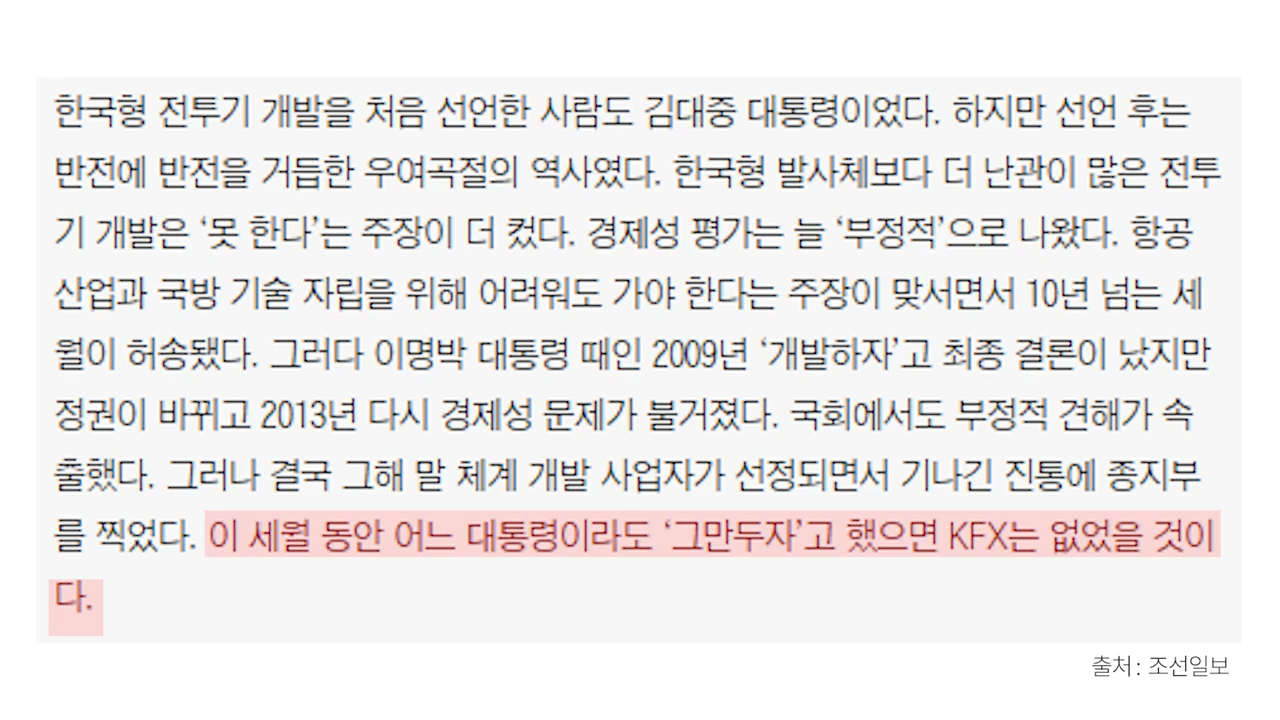 한국형 전투기 개발을 처음 선언한 사람도 김대중 대통령이었다. 하지만 선언 후는
반전에 반전을 거듭한 우여곡절의 역사였다. 한국형 발사체보다 더 난관이 많은 전투
기 개발은 ‘못 한다’는 주장이 더 컸다. 경제성 평가는 늘 ‘부정적’으로 나왔다. 항공
산업과 국방 기술 자립을 위해 어려워도 가야 한다는 주장이 맞서면서 10년 넘는 세
월이 허송됐다. 그러다 이명박 대통령 때인 2009년 ‘개발하자’고 최종 결론이 났지만
정권이 바뀌고 2013년 다시 경제성 문제가 불거졌다. 국회에서도 부정적 견해가 속
출했다. 그러나 결국 그해 말 체계 개발 사업자가 선정되면서 기나긴 진통에 종지부
를 찍었다. 이 세월 동안 어느 대통령이라도 ‘그만두자’고 했으면 KFX는 없었을 것이
다.
출처 : 조선일보